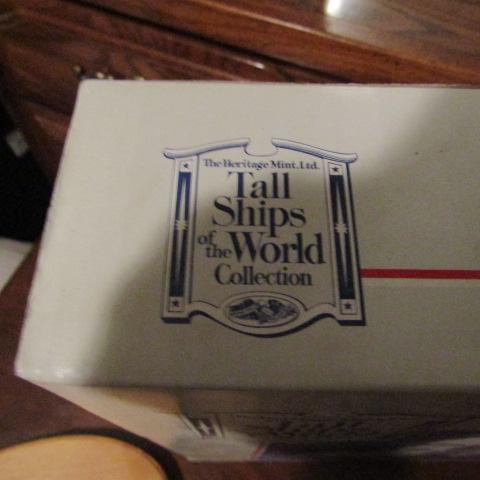 The Heritage Mint, Ltd.
Tall
Ships
of the World
Collection